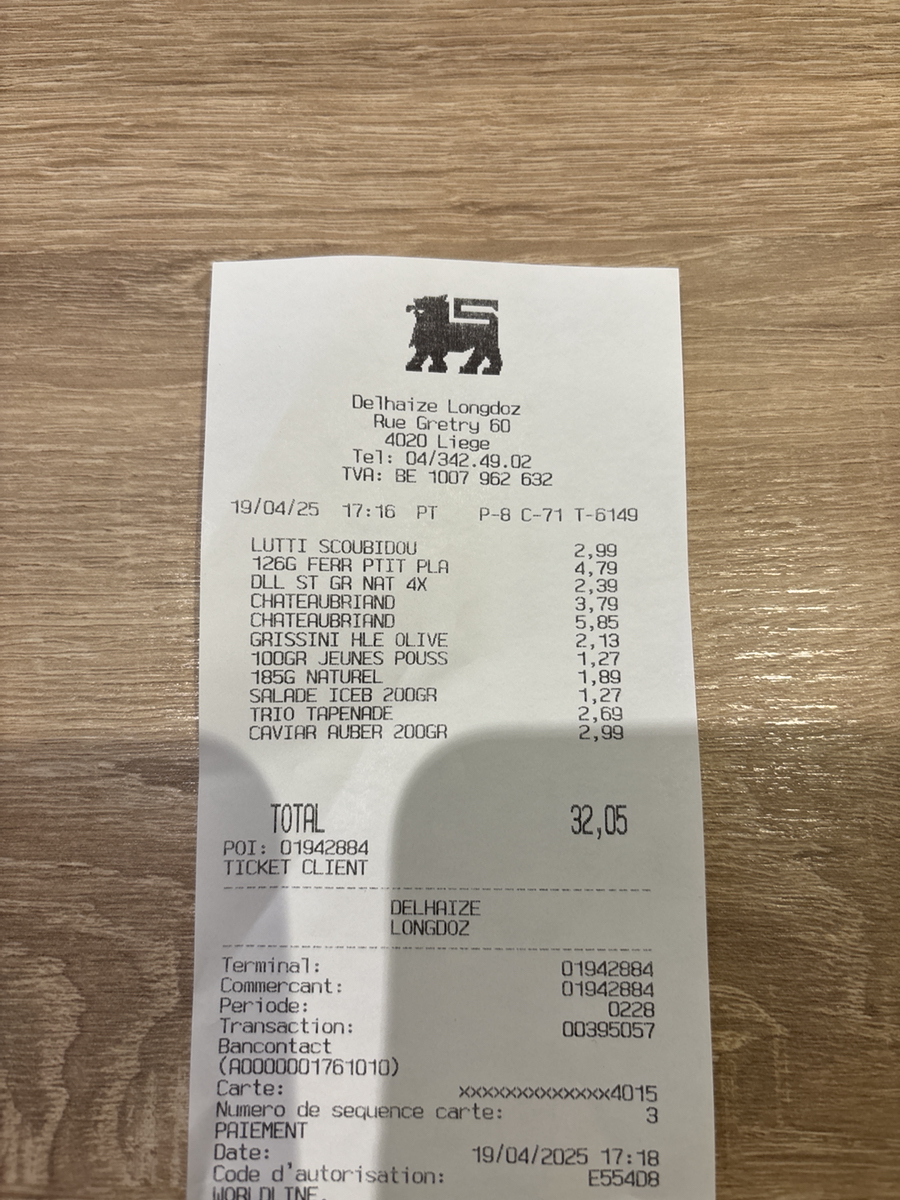 Delhaize Longdoz
Rue Gretry 60
4020 Liege
Tel: 04/342.49.02
TVA: BE 1007 962 632
19/04/25 17:16 PT P-8 C-71 T-6149
LUTTI SCOUBIDOU 2,99
126G FERR PTIT PLA 4,79
DLL ST GR NAT 4X 2,39
CHATEAUBRIAND 3,79
CHATEAUBRIAND 5,85
GRISSINI HLE OLIVE 2,13
100GR JEUNES POUSS 1,27
185G NATUREL 1,89
SALADE ICEB 200GR 1,27
TRIO TAPENADE 2,69
CAVIAR AUBER 200GR 2,99
TOTAL 32,05
POI: 01942884
TICKET CLIENT
DELHAIZE
LONGDOZ
Terminal: 01942884
Commercant: 01942884
Periode: 0228
Transaction: 00395057
Bancontact
(A0000001761010)
Carte: xxxxxxxxxxxxx4015
Numero de sequence carte: 3
PAIEMENT
Date: 19/04/2025 17:18
Code d'autorisation: E554D8
WORLDLINE.